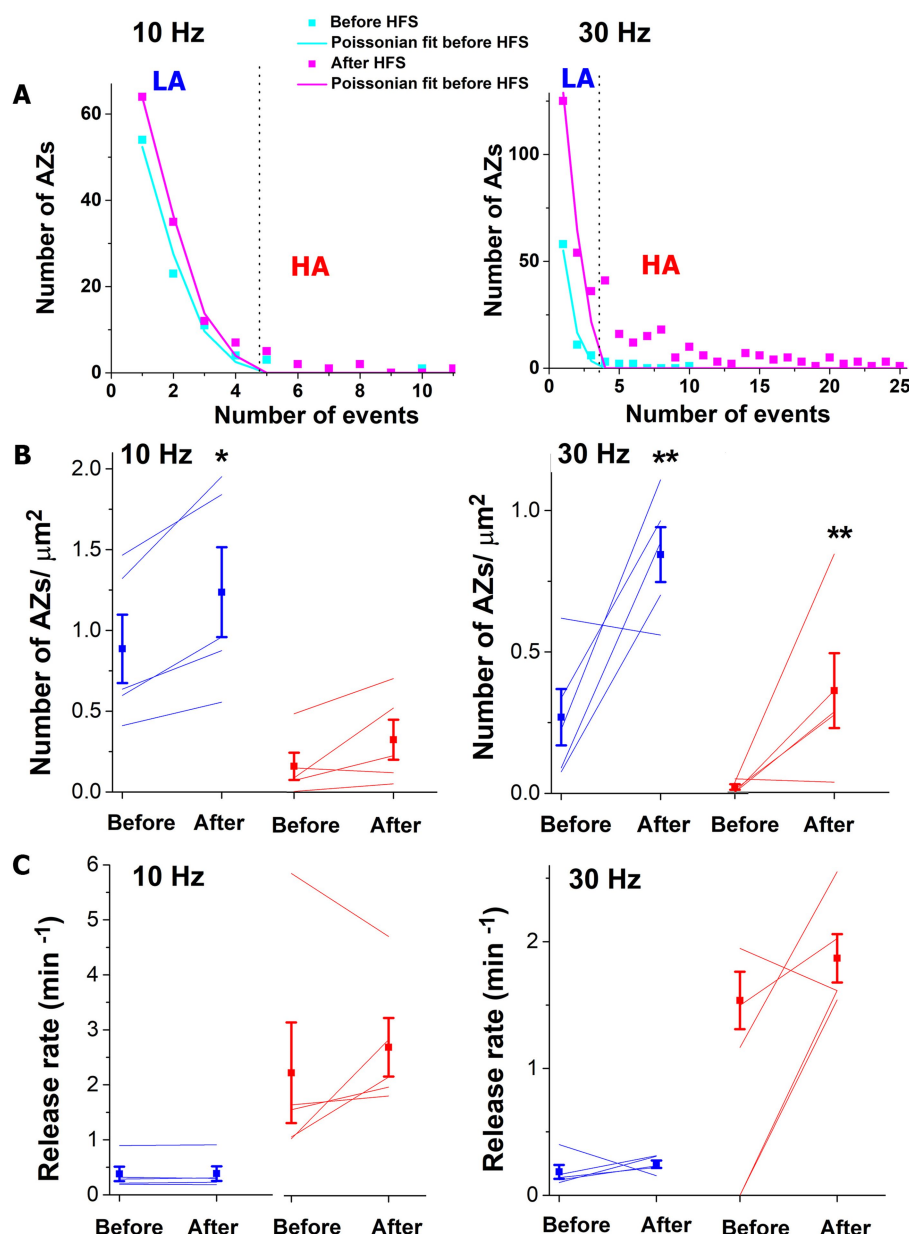 10 Hz
Before HFS
Poissonian fit before HFS
After HFS
Poissonian fit before HFS
30 Hz
A
LA
HA
60
40
20
0
Number of AZs
0 2 4 6 8 10
Number of events
LA
HA
100
50
0
Number of AZs
0 5 10 15 20 25
Number of events
B
10 Hz
*
2.0
1.5
1.0
0.5
0.0
Number of AZs/ μm²
Before After Before After
30 Hz
**
**
1.0
0.5
0.0
Number of AZs/ μm²
Before After Before After
C
10 Hz
6
5
4
3
2
1
0
Release rate (min -1)
Before After Before After
30 Hz
2
1
0
Release rate (min -1)
Before After Before After